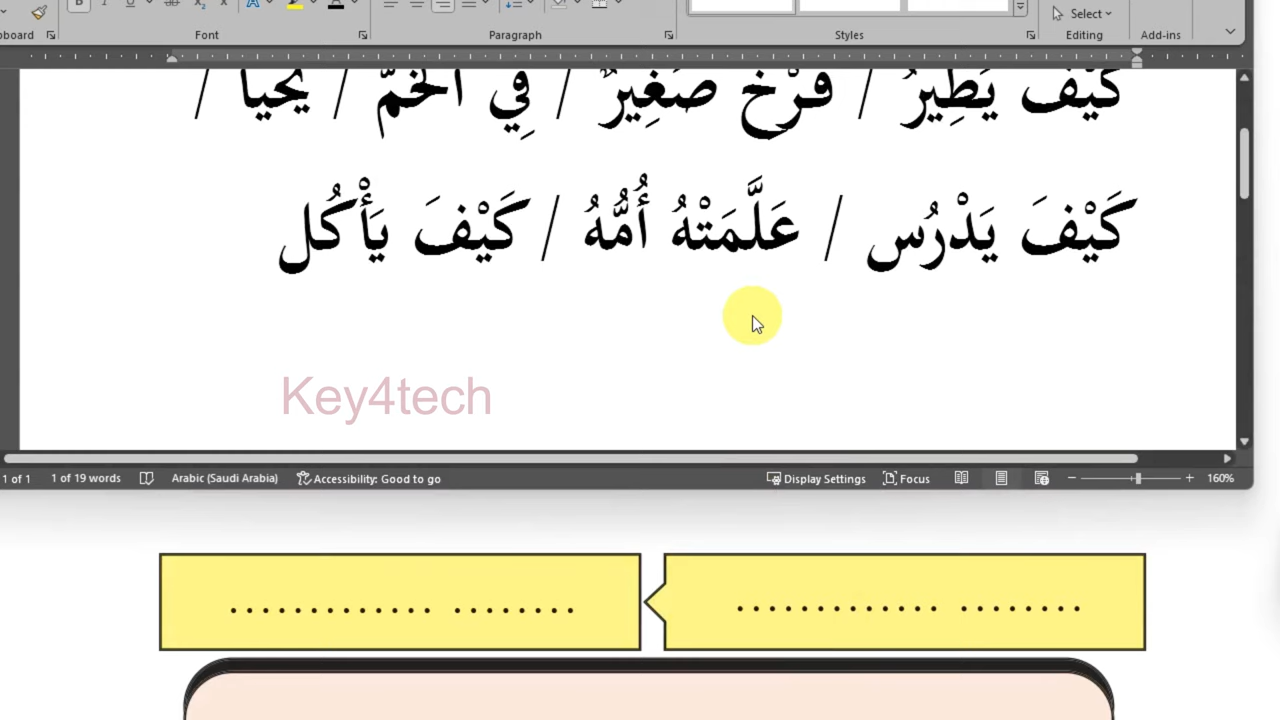 board
Font
Paragraph
Styles
Select
Editing
Add-ins
كَيْفَ يَطِيرُ / فَرْخٌ صَغِيرٌ / فِي الْخُمِّ / يَحْيَا /
كَيْفَ يَدْرُس / عَلَّمَتْهُ أُمُّهُ / كَيْفَ يَأْكُل
Key4tech
1 of 1 1 of 19 words Arabic (Saudi Arabia) Accessibility: Good to go Display Settings Focus 160%
............. ........ ............. ........